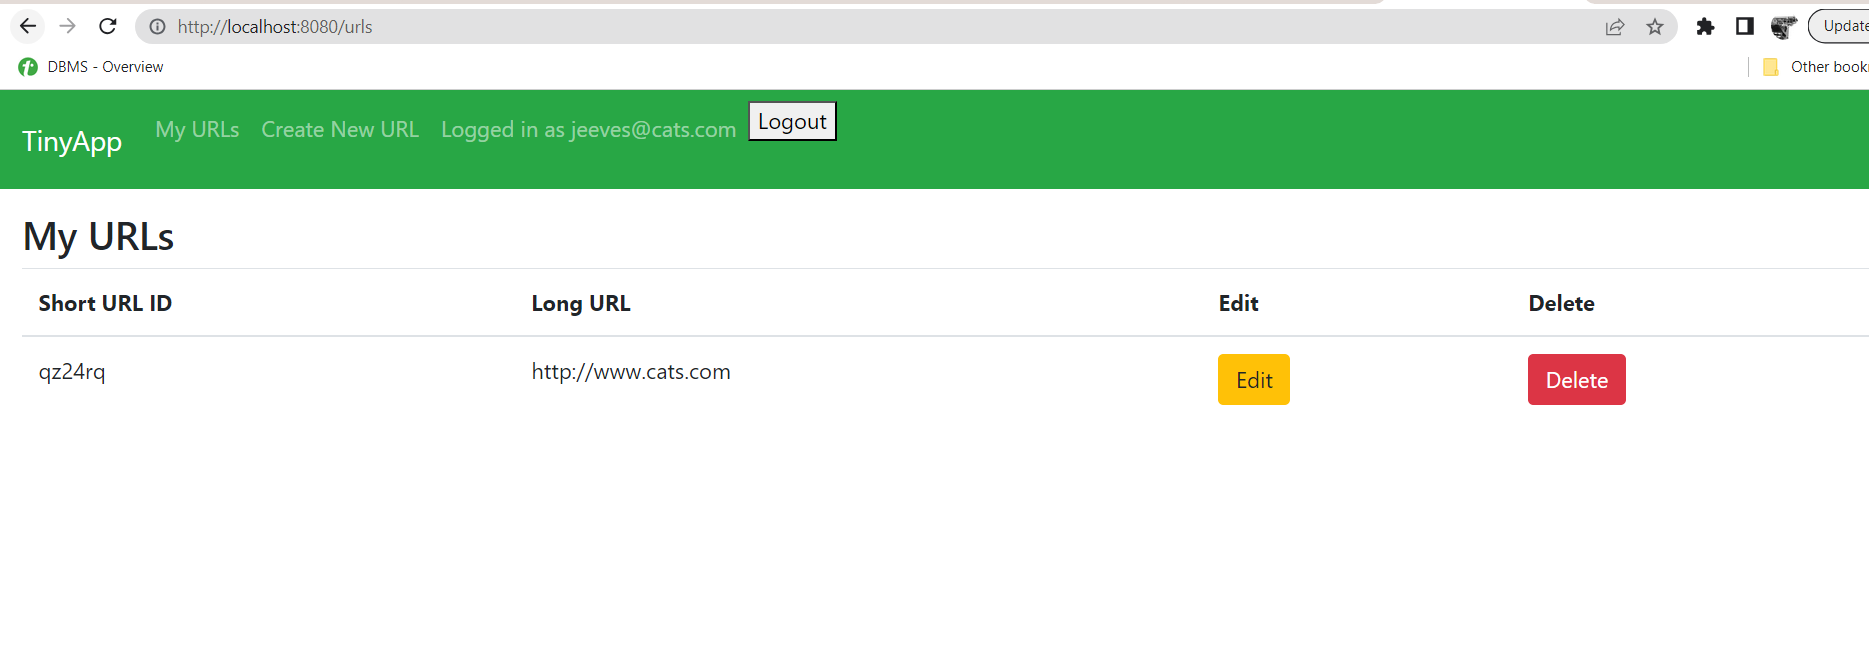 http://localhost:8080/urls
Update
DBMS - Overview
Other book
TinyApp My URLs Create New URL Logged in as jeeves@cats.com Logout
My URLs
Short URL ID Long URL Edit Delete
qz24rq http://www.cats.com Edit Delete